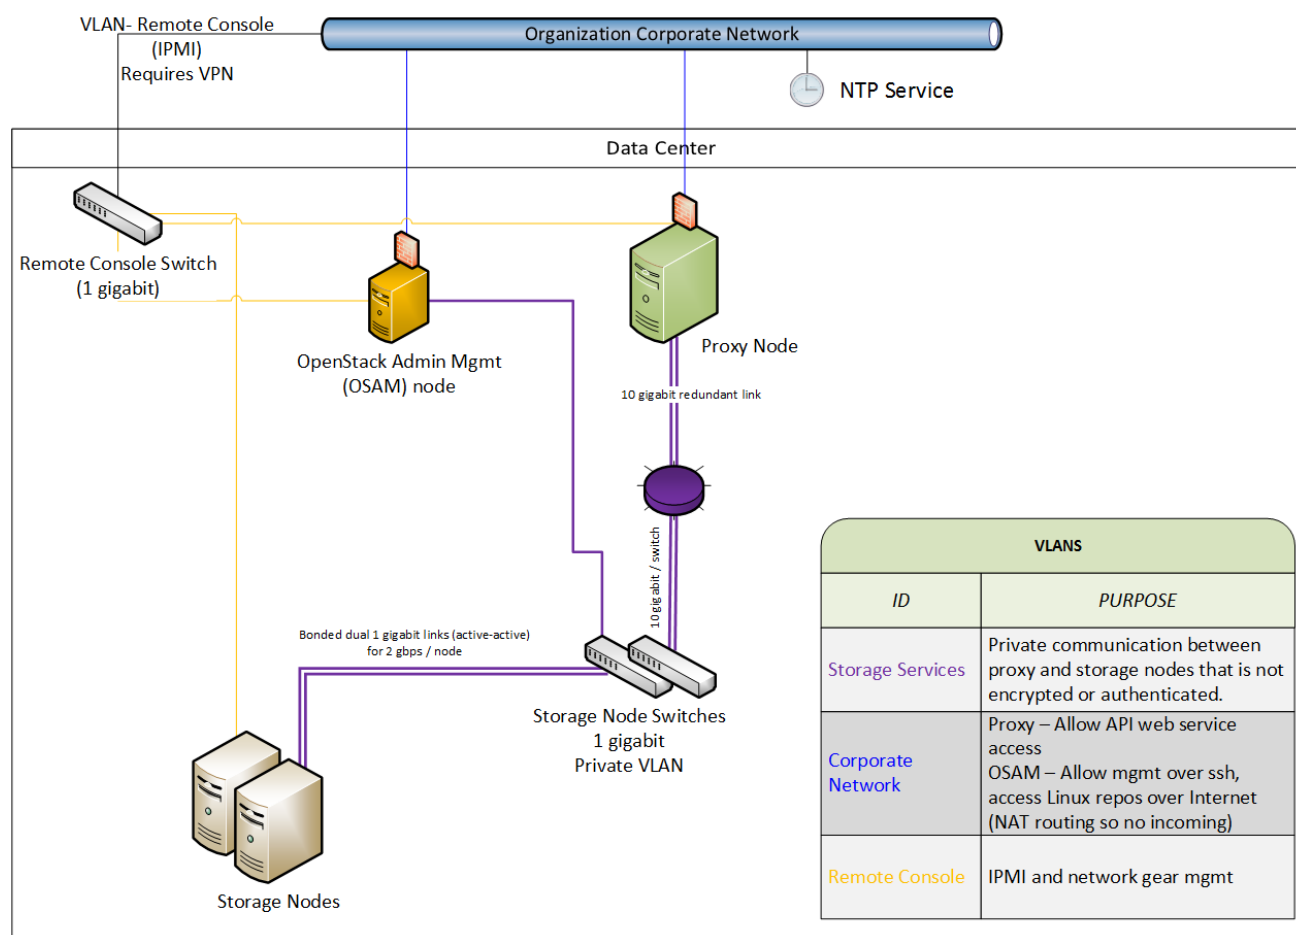 VLAN- Remote Console
(IPMI)
Requires VPN
Organization Corporate Network
NTP Service
Data Center
Remote Console Switch
(1 gigabit)
OpenStack Admin Mgmt
(OSAM) node
Proxy Node
10 gigabit redundant link
10 gigabit / switch
Bonded dual 1 gigabit links (active-active)
for 2 gbps / node
Storage Node Switches
1 gigabit
Private VLAN
Storage Nodes
VLANS
ID
PURPOSE
Storage Services
Private communication between
proxy and storage nodes that is not
encrypted or authenticated.
Corporate
Network
Proxy – Allow API web service
access
OSAM – Allow mgmt over ssh,
access Linux repos over Internet
(NAT routing so no incoming)
Remote Console
IPMI and network gear mgmt